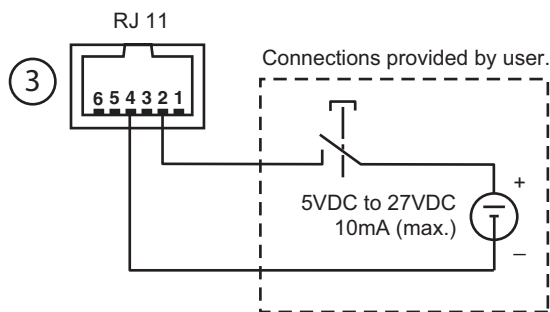 RJ 11
Connections provided by user.
3
6 5 4 3 2 1
+
5VDC to 27VDC
10mA (max.)
–